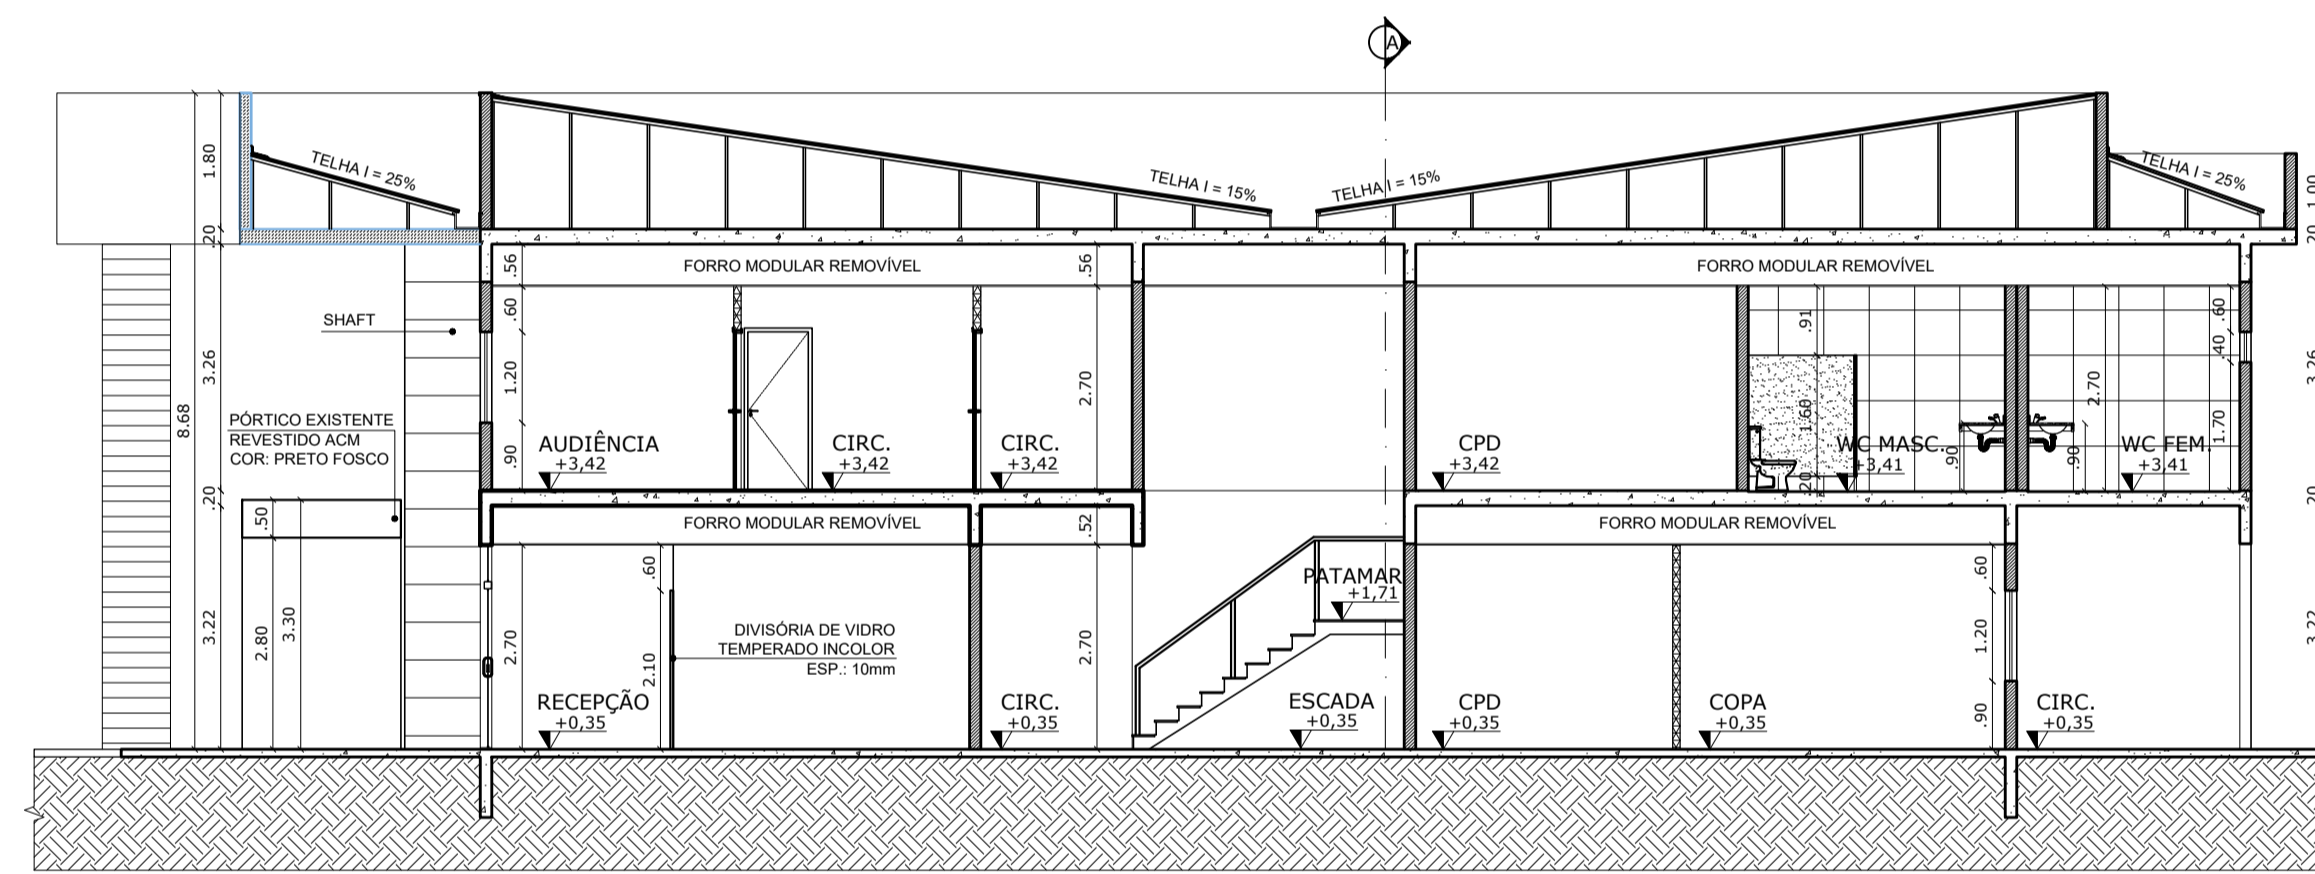 A
1.80
TELHA I = 25%
TELHA I = 15%
TELHA I = 15%
TELHA I = 25%
1.00
.20
.20
.56
FORRO MODULAR REMOVÍVEL
.56
FORRO MODULAR REMOVÍVEL
.60
.91
.60
SHAFT
.40
3.26
1.20
2.70
2.70
3.26
8.68
PÓRTICO EXISTENTE
REVESTIDO ACM
COR: PRETO FOSCO
1.60
1.70
.90
AUDIÊNCIA
+3,42
CIRC.
+3,42
CIRC.
+3,42
CPD
+3,42
WC MASC.
+3,41
.90
.90
WC FEM.
+3,41
.20
.20
.20
.50
FORRO MODULAR REMOVÍVEL
.52
FORRO MODULAR REMOVÍVEL
.60
PATAMAR
+1,71
.60
3.22
2.80
3.30
2.70
2.10
DIVISÓRIA DE VIDRO
TEMPERADO INCOLOR
ESP.: 10mm
2.70
1.20
3.22
RECEPÇÃO
+0,35
CIRC.
+0,35
ESCADA
+0,35
CPD
+0,35
COPA
+0,35
.90
CIRC.
+0,35